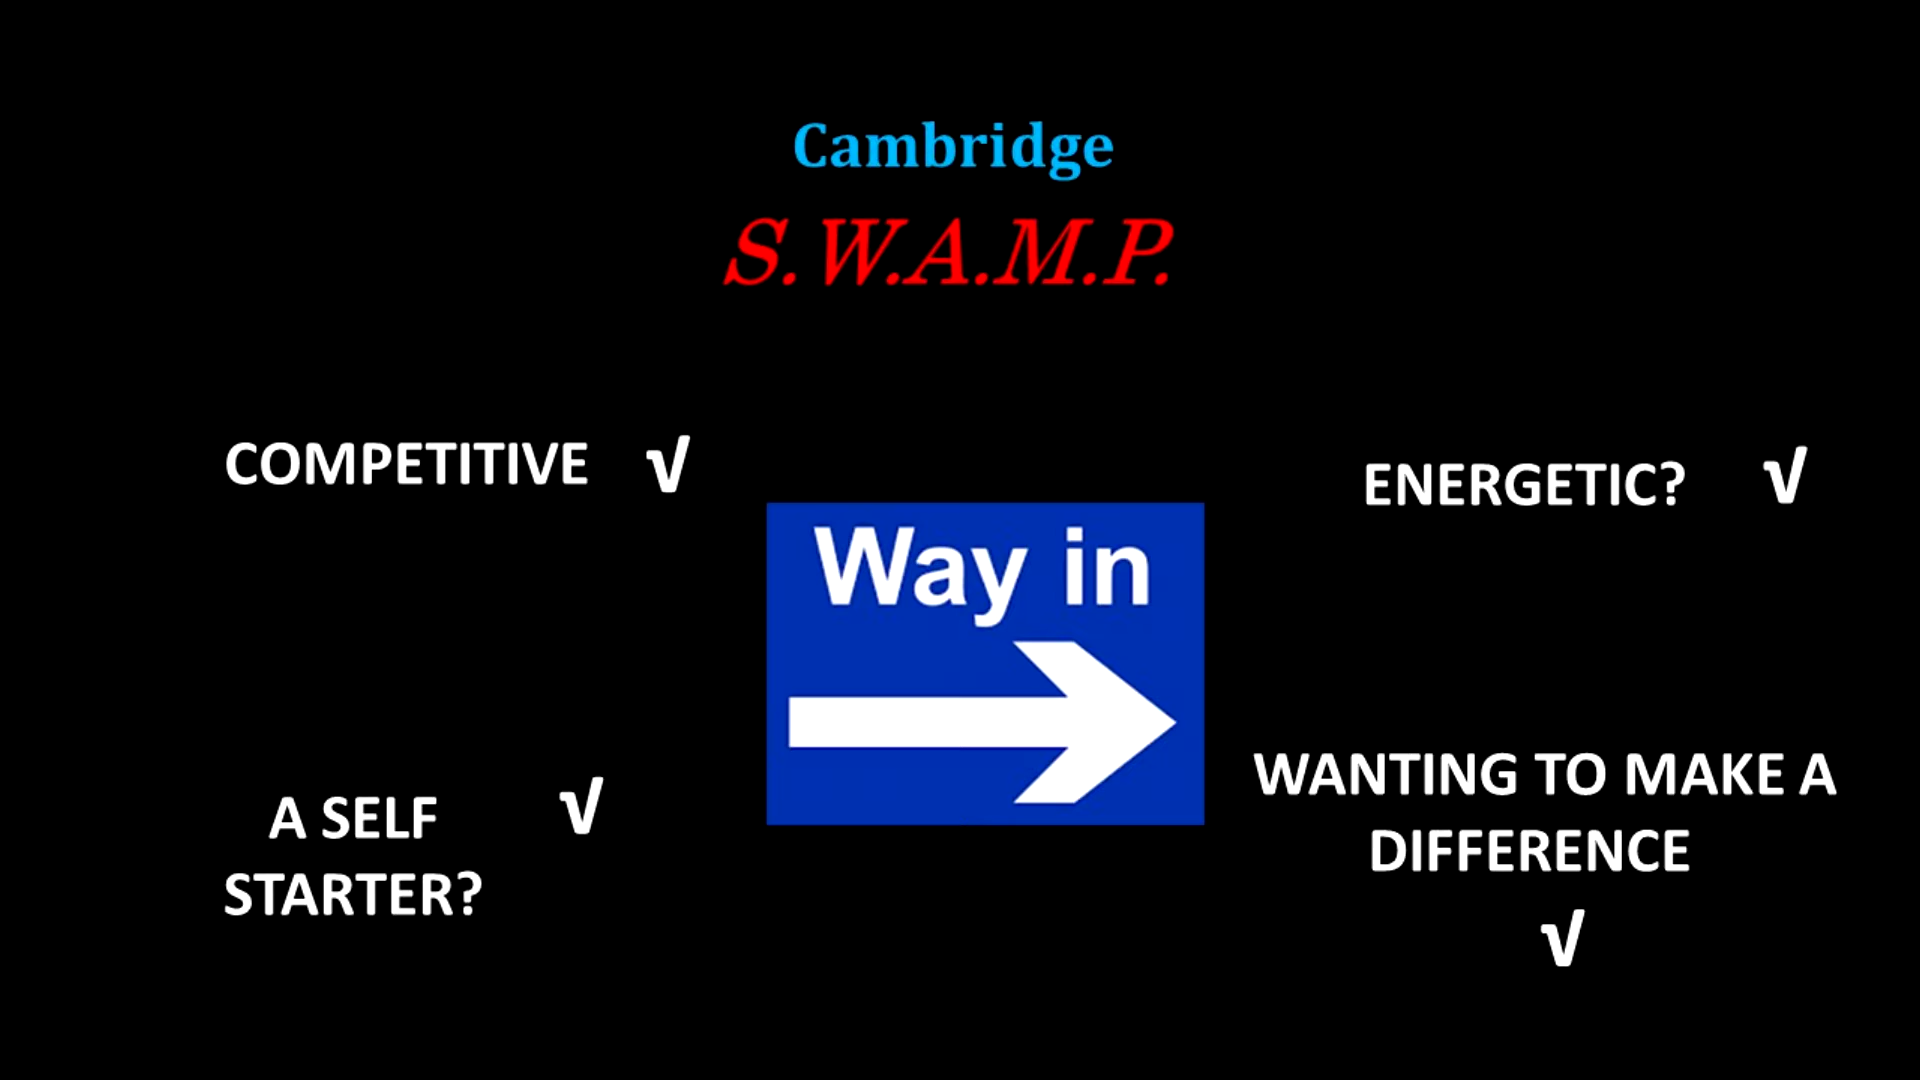 Cambridge
S.W.A.M.P.
COMPETITIVE √
ENERGETIC? √
Way in
A SELF √
STARTER?
WANTING TO MAKE A
DIFFERENCE
√